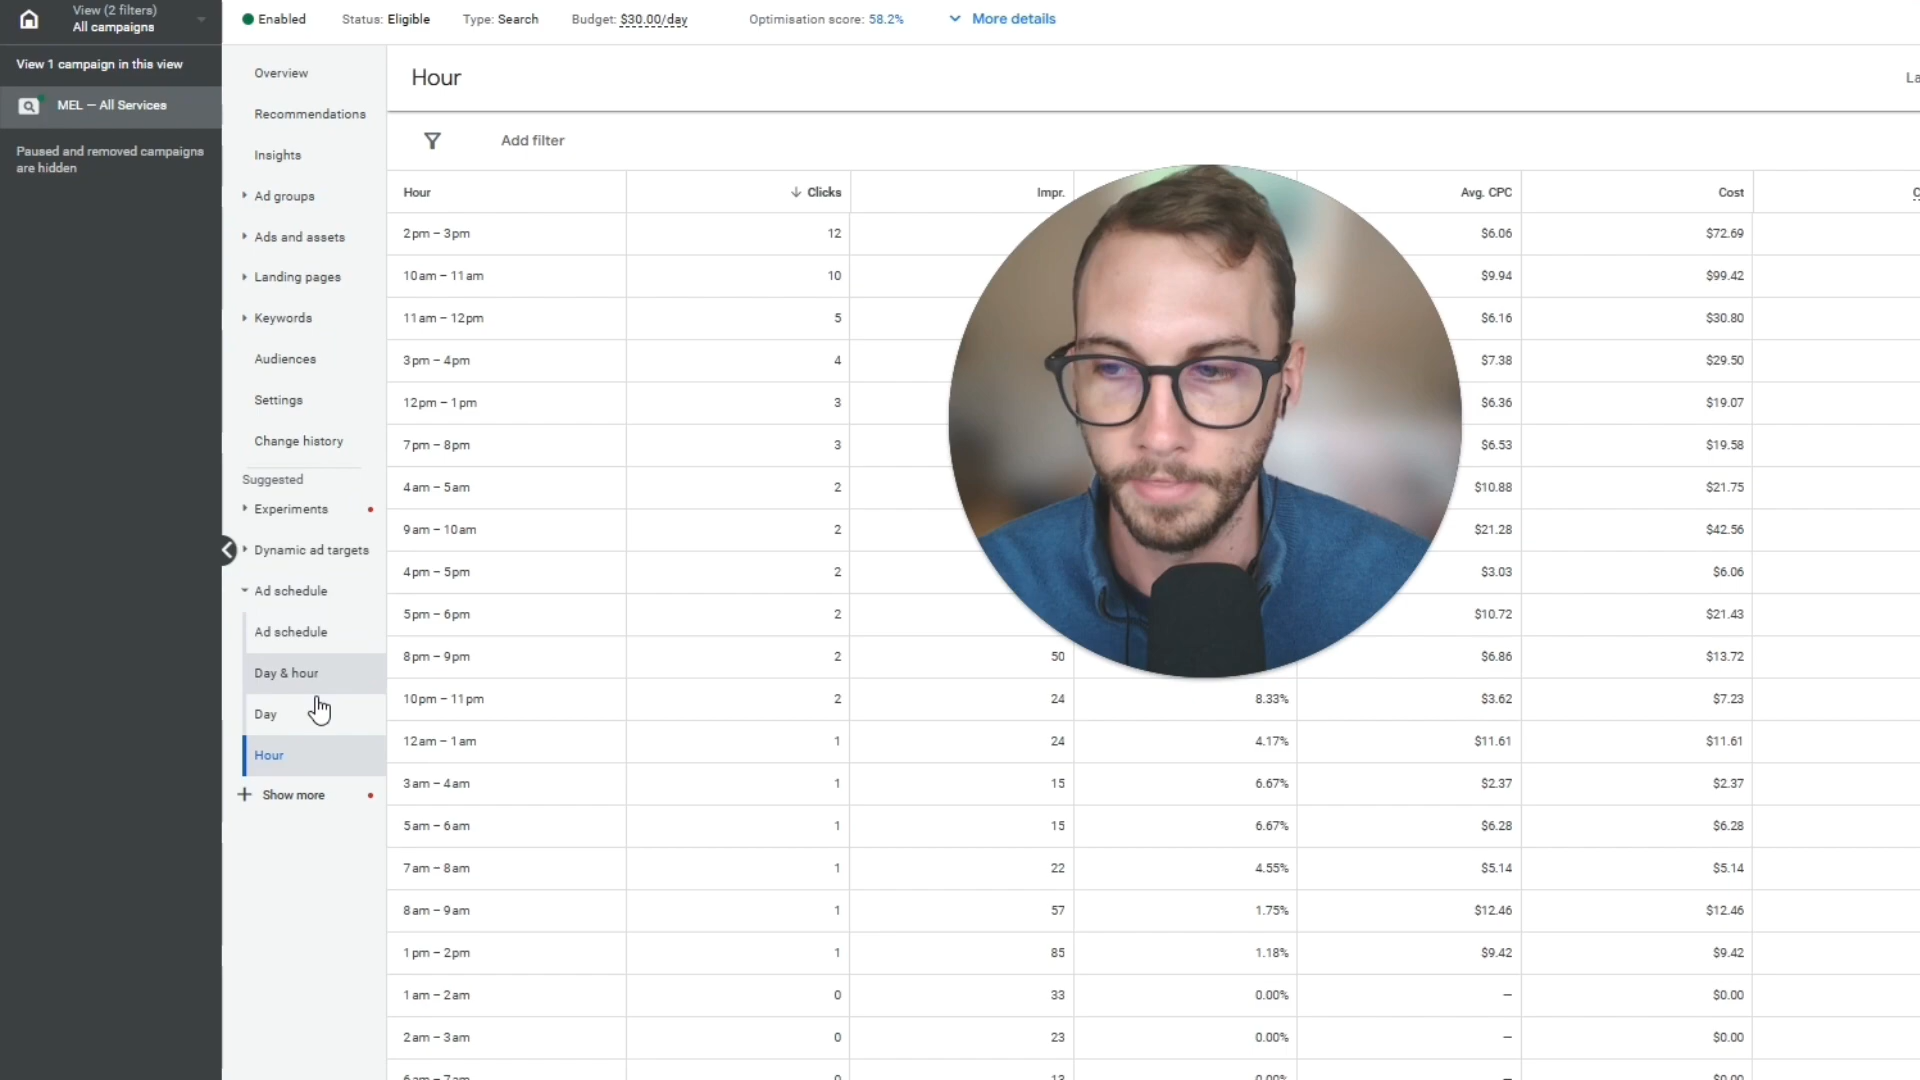 View (2 filters)
All campaigns
Enabled
Status: Eligible
Type: Search
Budget: $30.00/day
Optimisation score: 58.2%
More details
View 1 campaign in this view
MEL – All Services
Paused and removed campaigns
are hidden
Overview
Recommendations
Insights
Ad groups
Ads and assets
Landing pages
Keywords
Audiences
Settings
Change history
Suggested
Experiments
Dynamic ad targets
Ad schedule
Ad schedule
Day & hour
Day
Hour
Show more
Hour
Add filter
Hour Clicks Impr. Avg. CPC Cost
2pm – 3pm 12 $6.06 $72.69
10am – 11am 10 $9.94 $99.42
11am – 12pm 5 $6.16 $30.80
3pm – 4pm 4 $7.38 $29.50
12pm – 1pm 3 $6.36 $19.07
7pm – 8pm 3 $6.53 $19.58
4am – 5am 2 $10.88 $21.75
9am – 10am 2 $21.28 $42.56
4pm – 5pm 2 $3.03 $6.06
5pm – 6pm 2 $10.72 $21.43
8pm – 9pm 2 50 $6.86 $13.72
10pm – 11pm 2 24 8.33% $3.62 $7.23
12am – 1am 1 24 4.17% $11.61 $11.61
3am – 4am 1 15 6.67% $2.37 $2.37
5am – 6am 1 15 6.67% $6.28 $6.28
7am – 8am 1 22 4.55% $5.14 $5.14
8am – 9am 1 57 1.75% $12.46 $12.46
1pm – 2pm 1 85 1.18% $9.42 $9.42
1am – 2am 0 33 0.00% – $0.00
2am – 3am 0 23 0.00% – $0.00